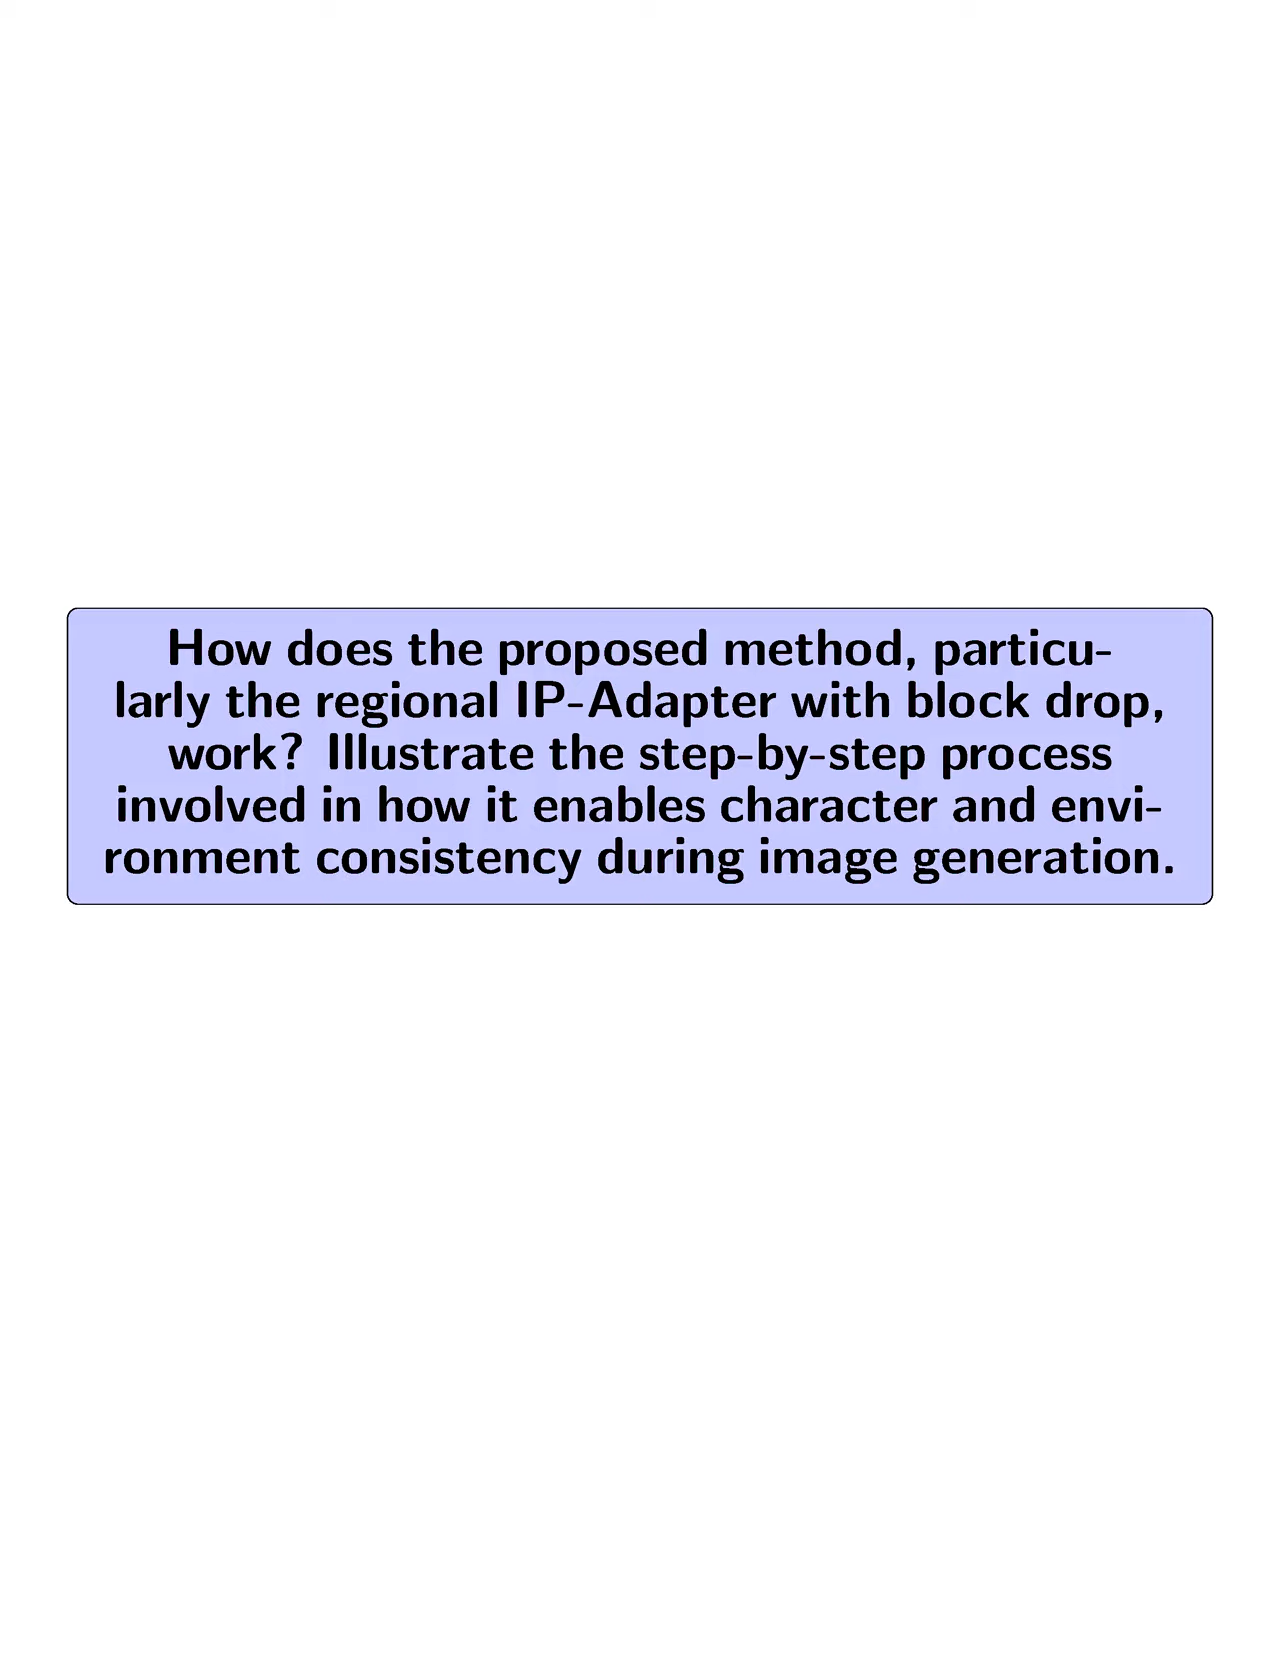 How does the proposed method, particu-
larly the regional IP-Adapter with block drop,
work? Illustrate the step-by-step process
involved in how it enables character and envi-
ronment consistency during image generation.